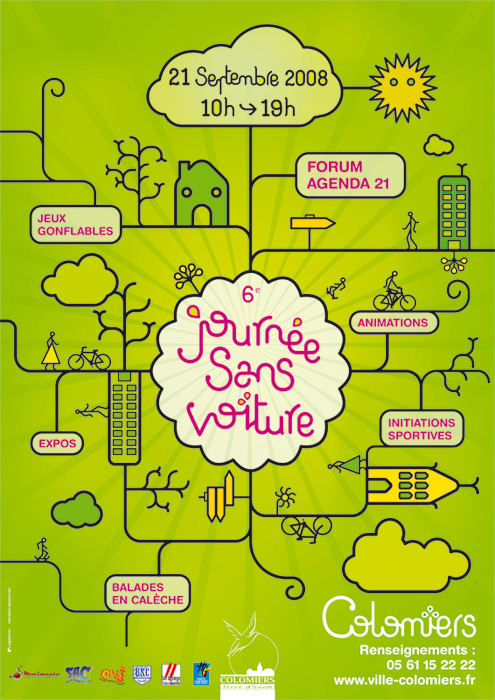 21 Septembre 2008
10h → 19h
FORUM
AGENDA 21
JEUX
GONFLABLES
6e
journée
Sans
voiture
ANIMATIONS
INITIATIONS
SPORTIVES
EXPOS
BALADES
EN CALÈCHE
Colomiers
Renseignements :
05 61 15 22 22
www.ville-colomiers.fr
COLOMIERS